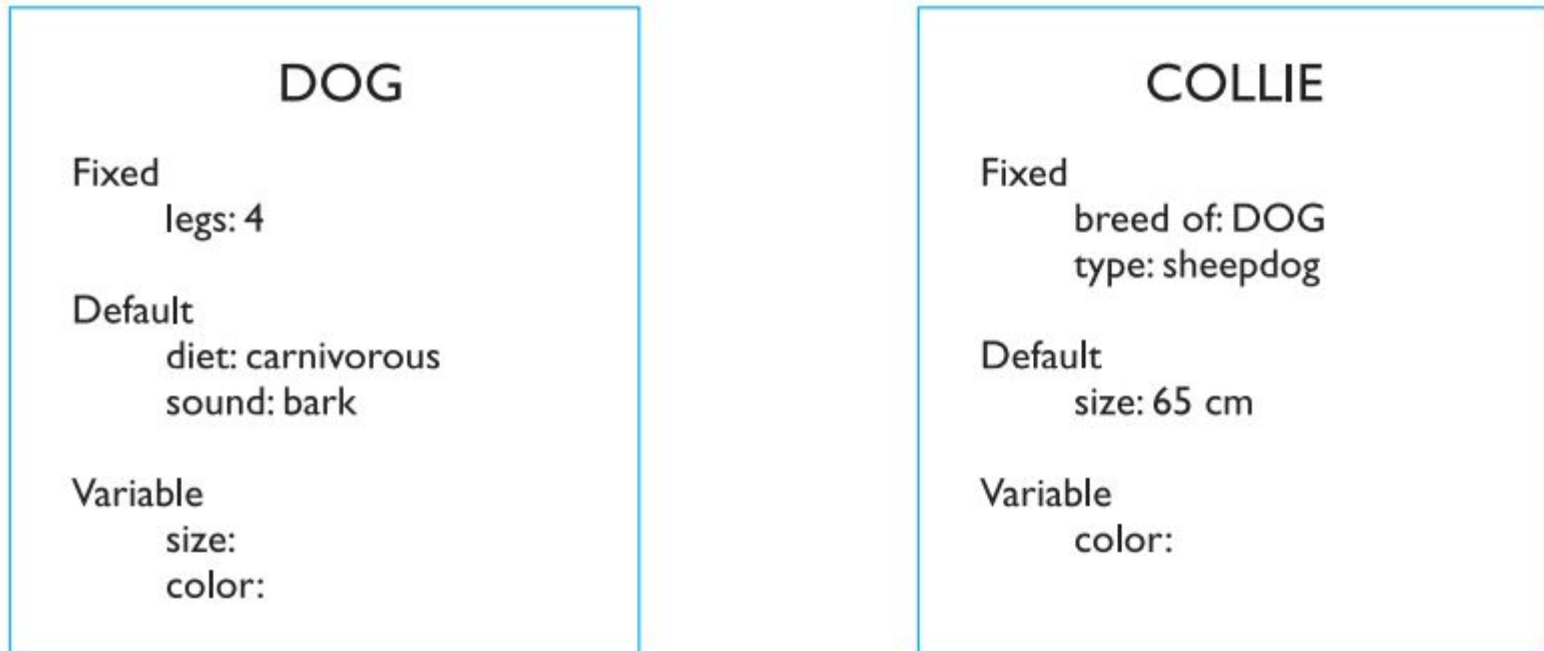 DOG
Fixed
legs: 4
Default
diet: carnivorous
sound: bark
Variable
size:
color:
COLLIE
Fixed
breed of: DOG
type: sheepdog
Default
size: 65 cm
Variable
color: